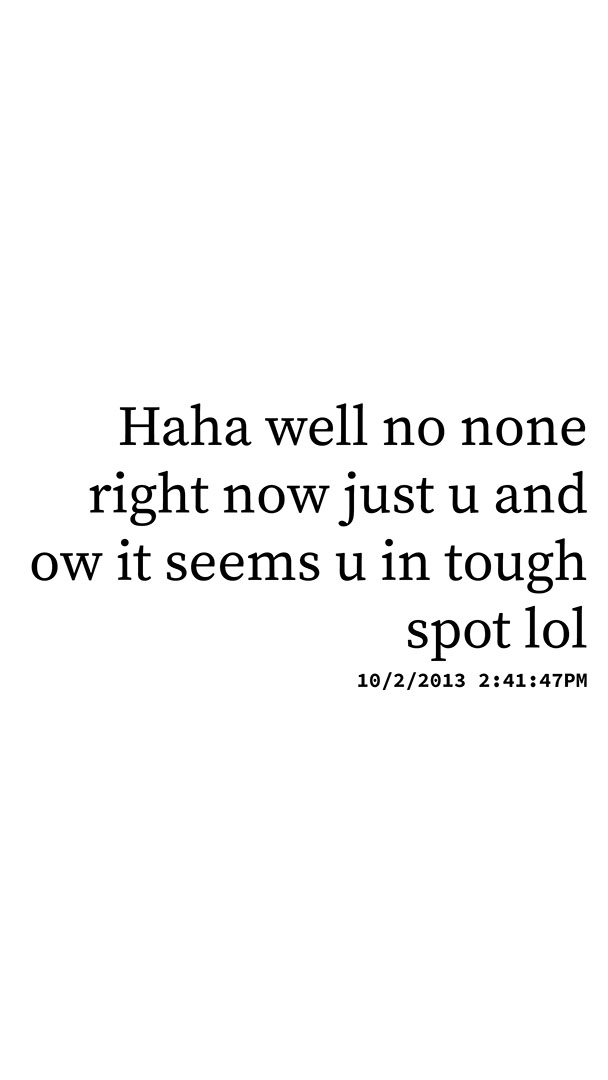 Haha well no none
right now just u and
ow it seems u in tough
spot lol
10/2/2013 2:41:47PM